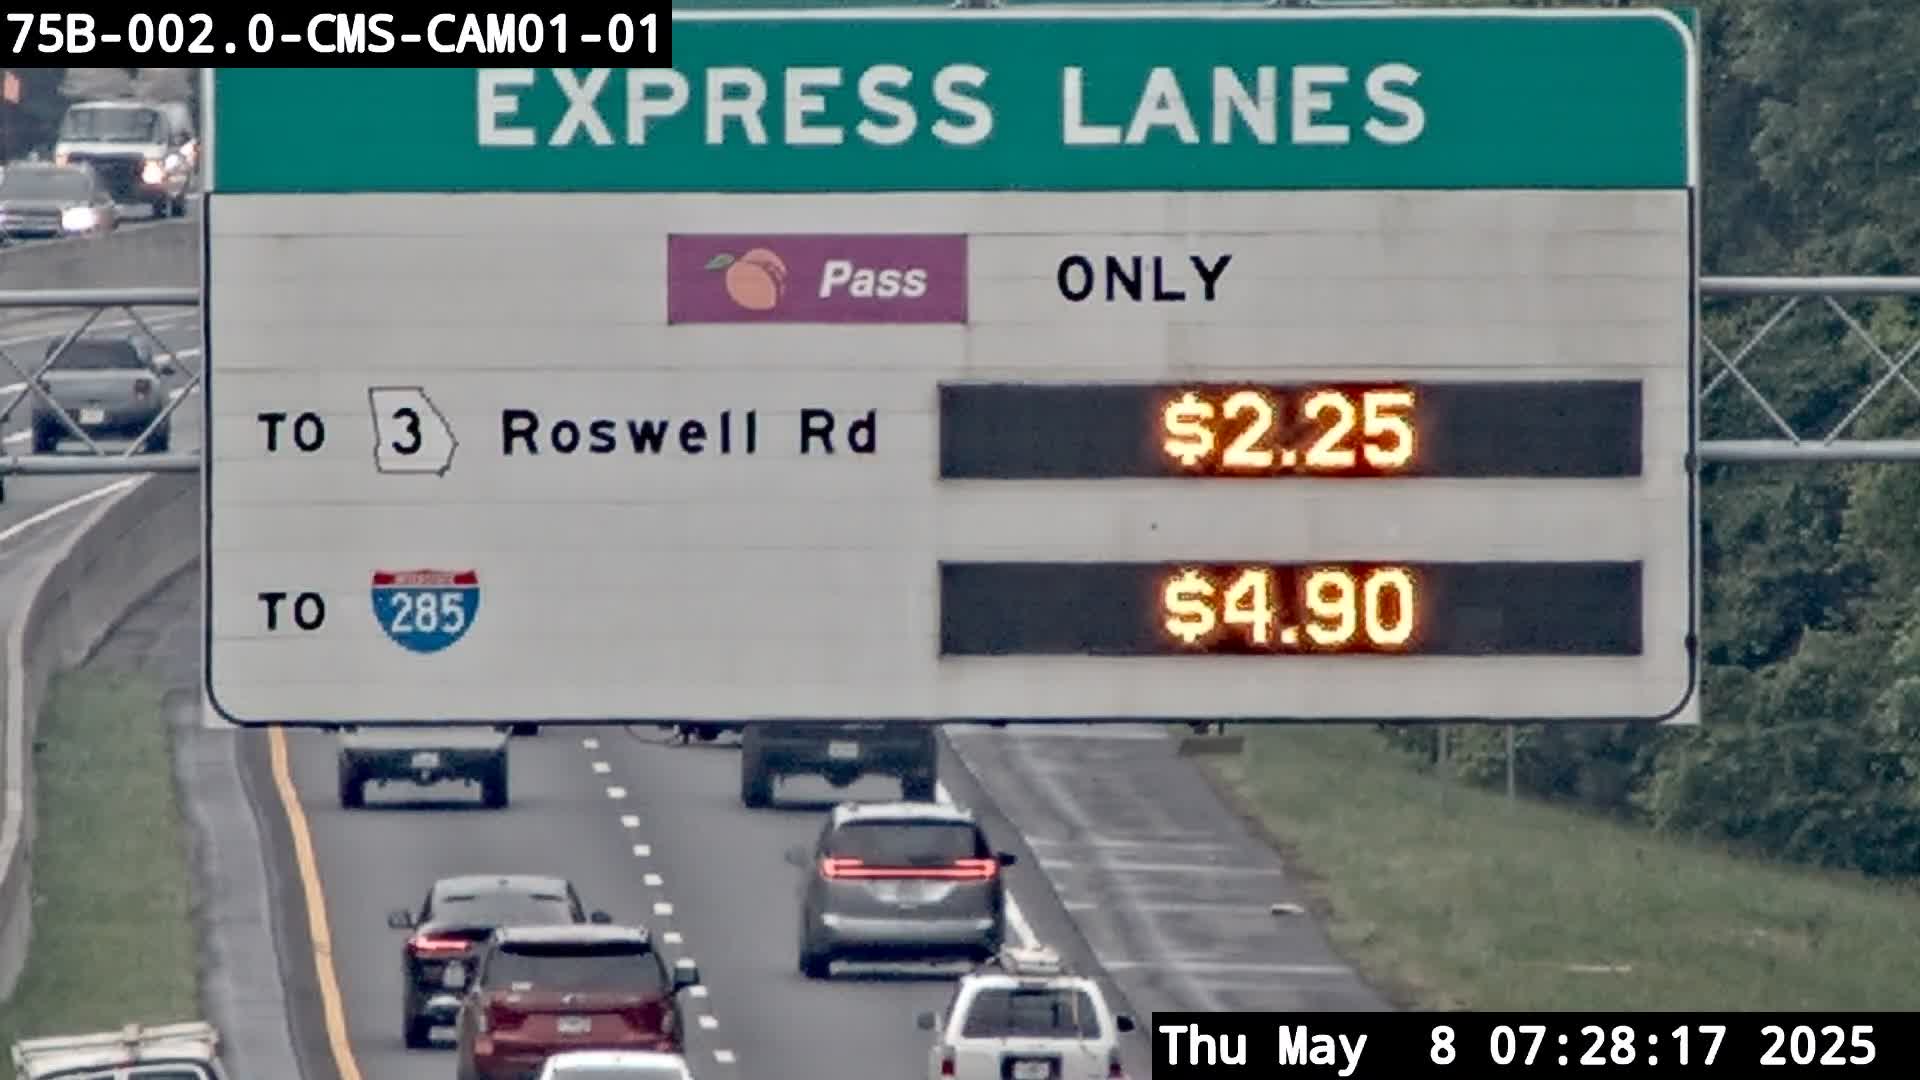 75B-002.0-CMS-CAM01-01
EXPRESS LANES
Pass ONLY
TO 3 Roswell Rd $2.25
TO INTERSTATE 285 $4.90
Thu May 8 07:28:17 2025